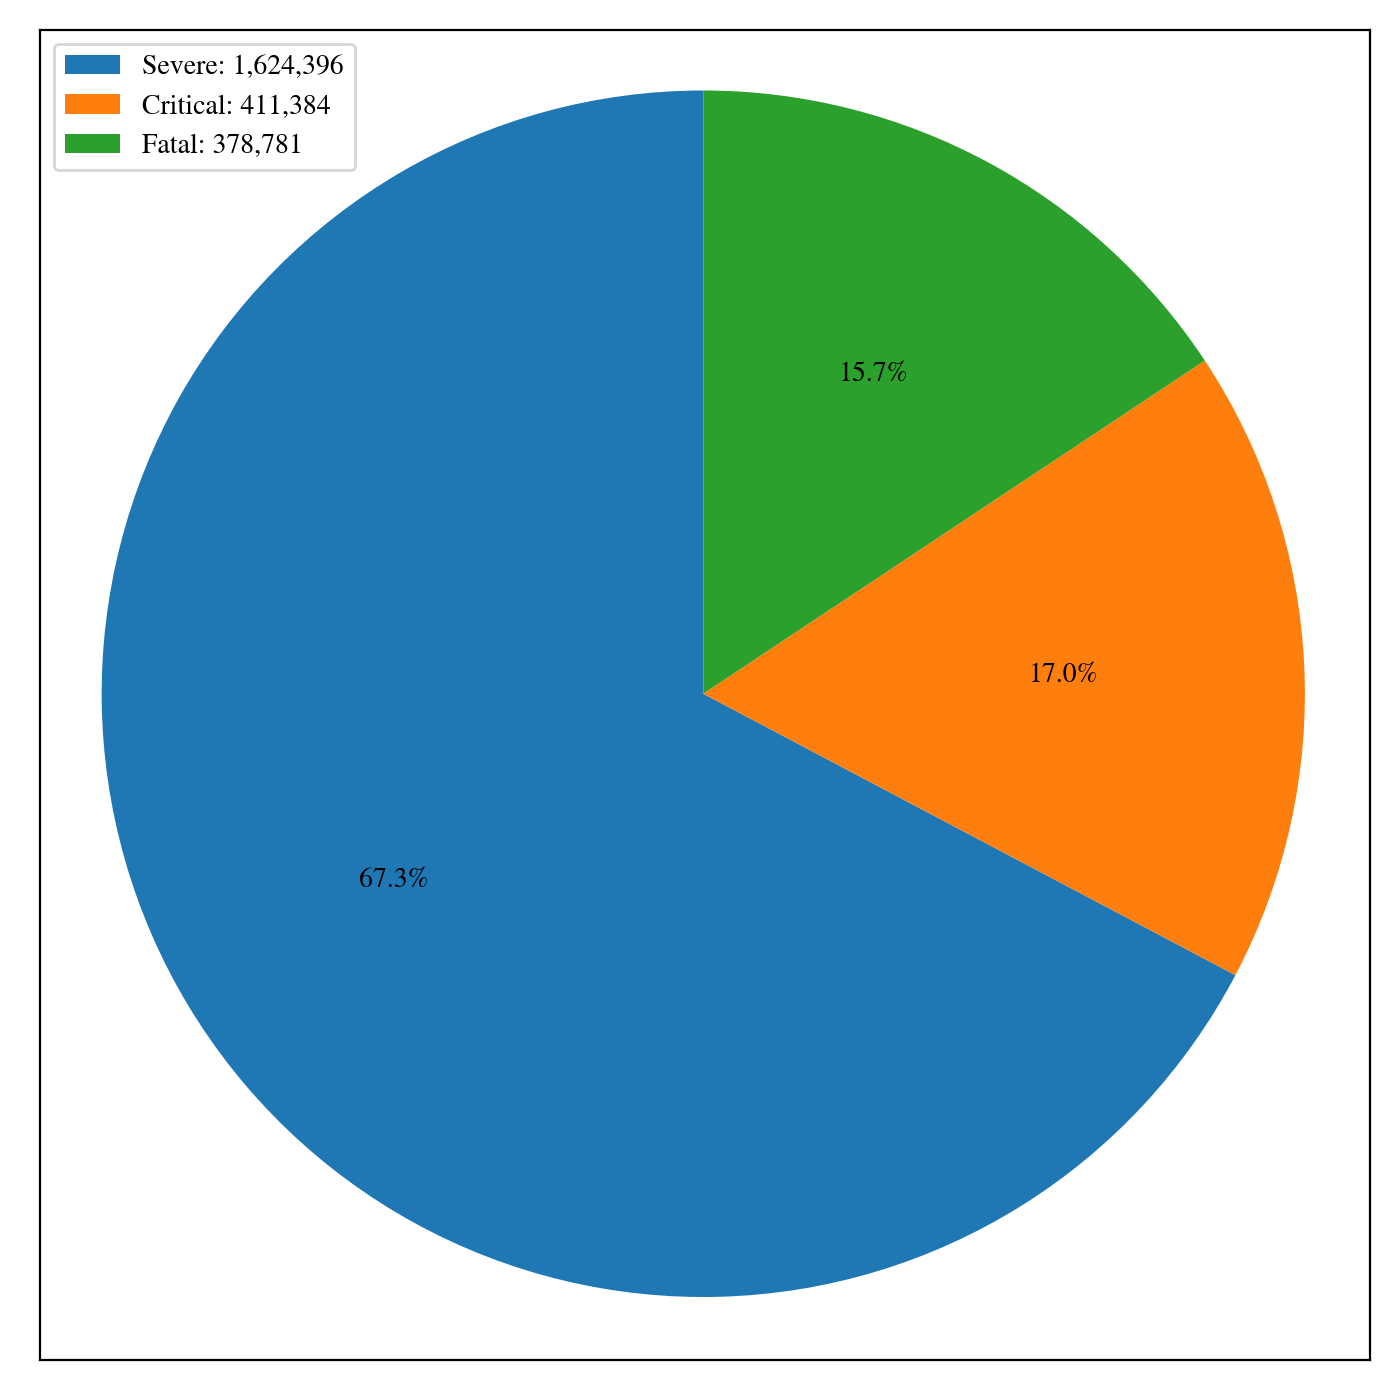 Severe: 1,624,396
Critical: 411,384
Fatal: 378,781
15.7%
17.0%
67.3%